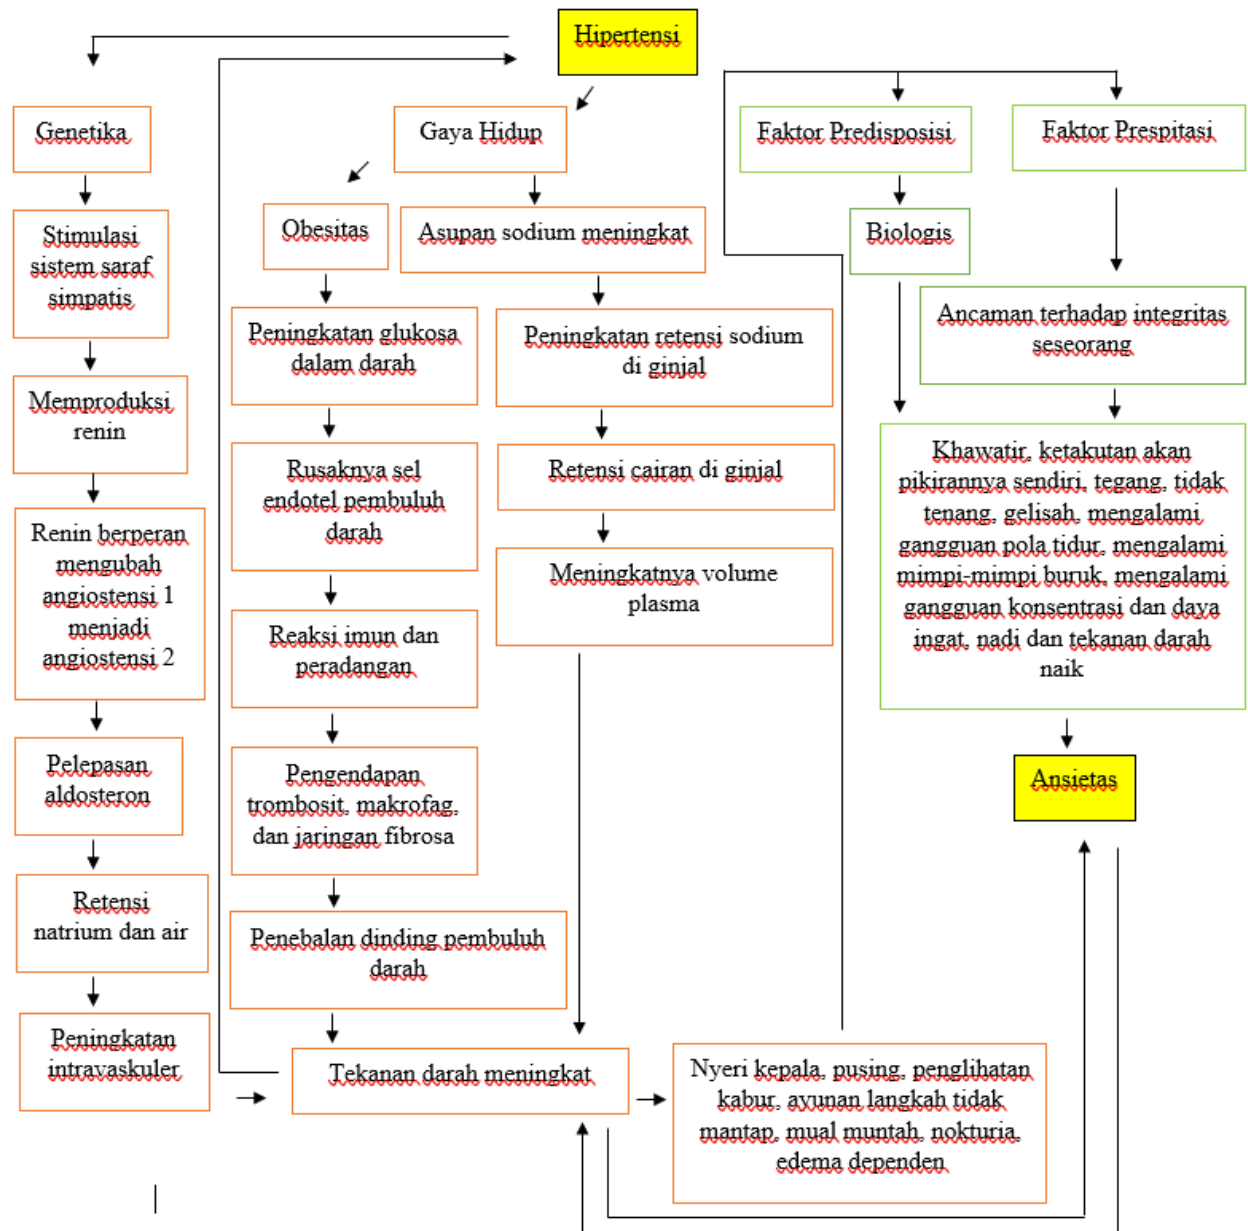 Hipertensi
Genetika
Gaya Hidup
Faktor Predisposisi
Faktor Prespitasi
Stimulasi
sistem saraf
simpatis
Obesitas
Asupan sodium meningkat
Biologis
Ancaman terhadap integritas
seseorang
Peningkatan glukosa
dalam darah
Peningkatan retensi sodium
di ginjal
Memproduksi
renin
Rusaknya sel
endotel pembuluh
darah
Retensi cairan di ginjal
Khawatir, ketakutan akan
pikirannya sendiri, tegang, tidak
tenang, gelisah, mengalami
gangguan pola tidur, mengalami
mimpi-mimpi buruk, mengalami
gangguan konsentrasi dan daya
ingat, nadi dan tekanan darah
naik
Renin berperan
mengubah
angiostensi 1
menjadi
angiostensi 2
Meningkatnya volume
plasma
Reaksi imun dan
peradangan
Pelepasan
aldosteron
Pengendapan
trombosit, makrofag,
dan jaringan fibrosa
Ansietas
Retensi
natrium dan air
Penebalan dinding pembuluh
darah
Peningkatan
intravaskuler
Tekanan darah meningkat
Nyeri kepala, pusing, penglihatan
kabur, ayunan langkah tidak
mantap, mual muntah, nokturia,
edema dependen